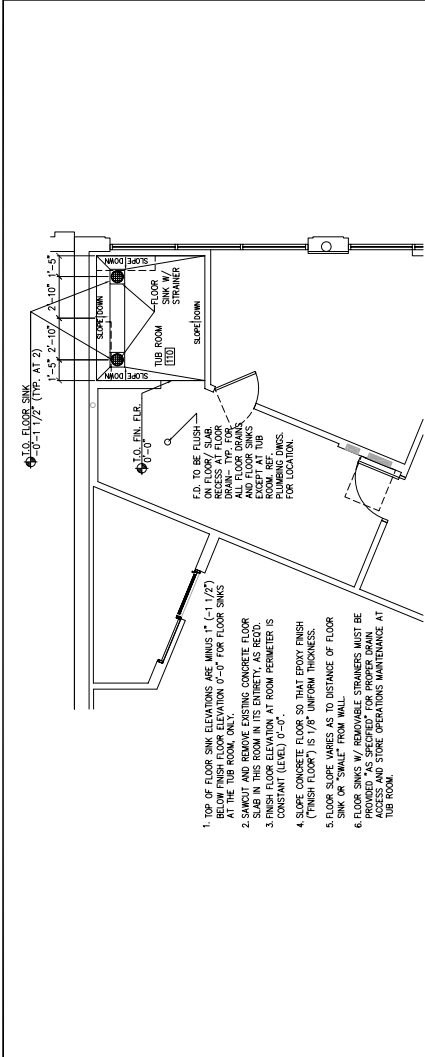 T.O. FLOOR SINK
-0'-1 1/2" (TYP. AT 2)
1'-5" 2'-10" 2'-10" 1'-5"
SLOPE DOWN
SLOPE DOWN
SLOPE DOWN
FLOOR
SINK W/
STRAINER
TUB ROOM
110
SLOPE DOWN
T.O. FIN. FLR.
0'-0"
F.D. TO BE FLUSH
ON FLOOR/ SLAB.
RECESS AT FLOOR
DRAIN- TYP. FOR
ALL FLOOR DRAINS
AND FLOOR SINKS
EXCEPT AT TUB
ROOM. REF.
PLUMBING DWGS.
FOR LOCATION.
1. TOP OF FLOOR SINK ELEVATIONS ARE MINUS 1" (-1 1/2")
BELOW FINISH FLOOR ELEVATION 0'-0" FOR FLOOR SINKS
AT THE TUB ROOM, ONLY.
2. SAWCUT AND REMOVE EXISTING CONCRETE FLOOR
SLAB IN THIS ROOM IN ITS ENTIRETY, AS REQ'D.
3. FINISH FLOOR ELEVATION AT ROOM PERIMETER IS
CONSTANT (LEVEL) 0'-0".
4. SLOPE CONCRETE FLOOR SO THAT EPOXY FINISH
("FINISH FLOOR") IS 1/8" UNIFORM THICKNESS.
5. FLOOR SLOPE VARIES AS TO DISTANCE OF FLOOR
SINK OR "SWALE" FROM WALL.
6. FLOOR SINKS W/ REMOVABLE STRAINERS MUST BE
PROVIDED "AS SPECIFIED" FOR PROPER DRAIN
ACCESS AND STORE OPERATIONS MAINTENANCE AT
TUB ROOM.